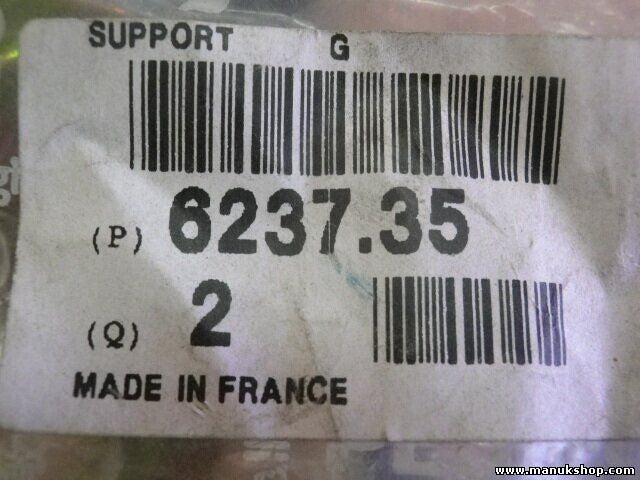 SUPPORT G
(P) 6237.35
(Q) 2
MADE IN FRANCE
www.manukshop.com